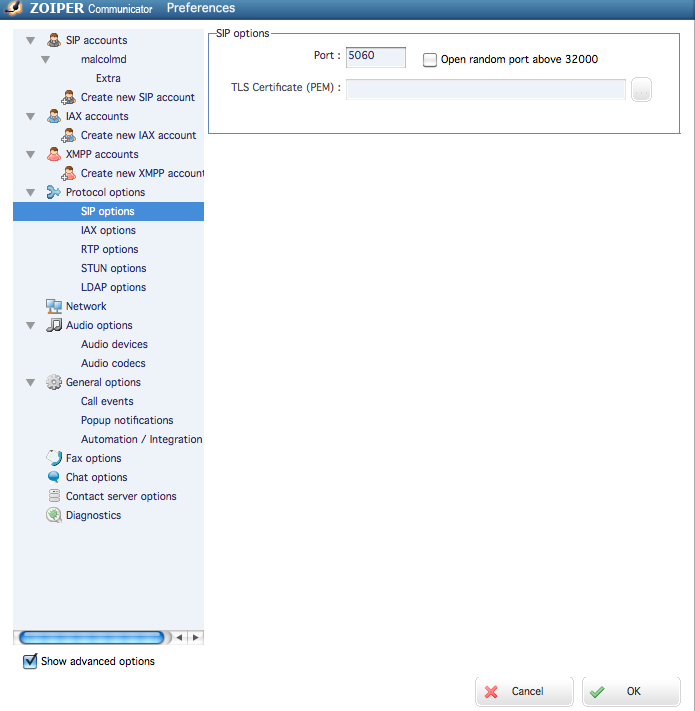 ZOIPER Communicator Preferences
SIP accounts
malcolmd
Extra
Create new SIP account
IAX accounts
Create new IAX account
XMPP accounts
Create new XMPP account
Protocol options
SIP options
IAX options
RTP options
STUN options
LDAP options
Network
Audio options
Audio devices
Audio codecs
General options
Call events
Popup notifications
Automation / Integration
Fax options
Chat options
Contact server options
Diagnostics
Show advanced options
SIP options
Port : 5060 Open random port above 32000
TLS Certificate (PEM) : ...
Cancel OK